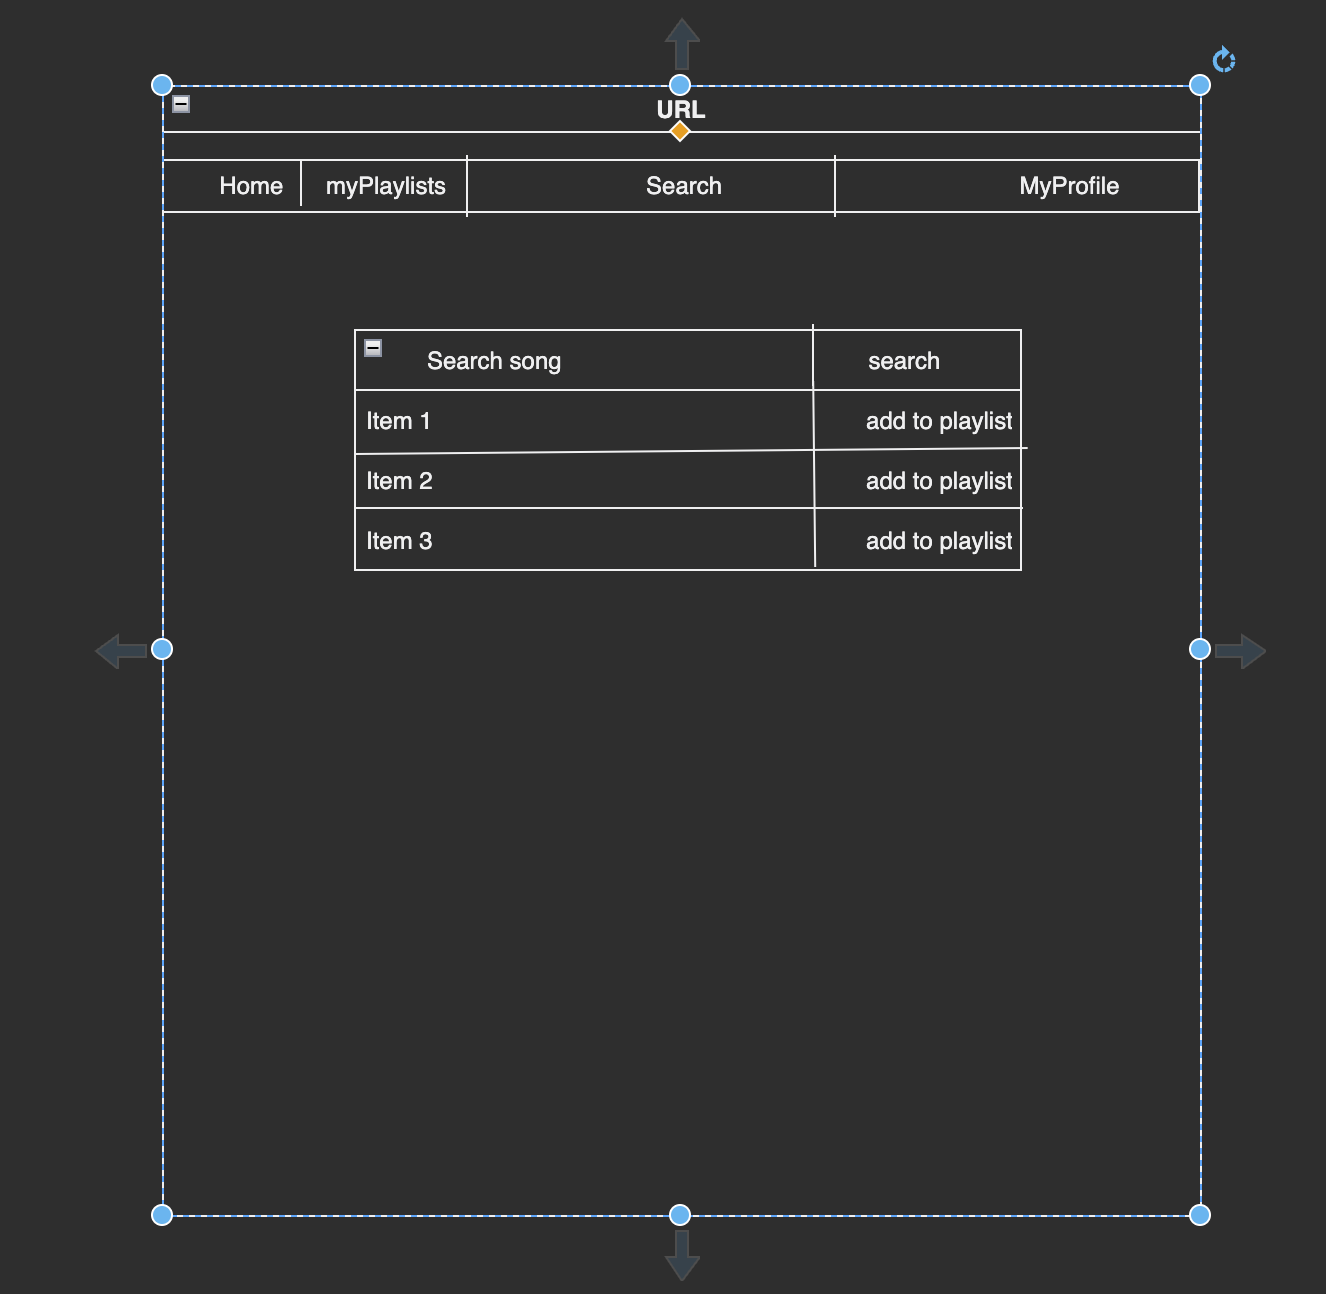 URL
Home myPlaylists Search MyProfile
Search song search
Item 1 add to playlist
Item 2 add to playlist
Item 3 add to playlist